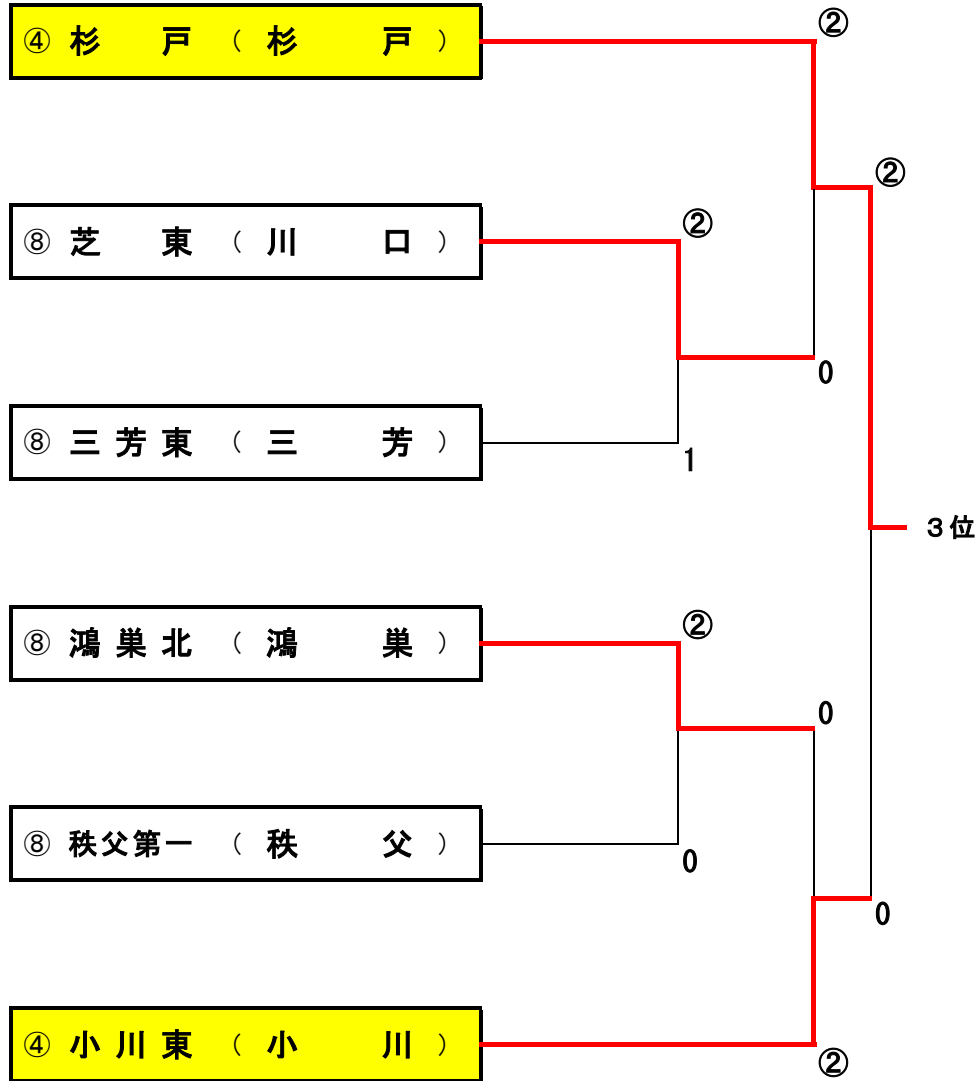 ②
④ 杉 戸 （ 杉 戸 ）
②
②
⑧ 芝 東 （ 川 口 ）
0
⑧ 三 芳 東 （ 三 芳 ）
1
３位
②
⑧ 鴻 巣 北 （ 鴻 巣 ）
0
⑧ 秩父第一 （ 秩 父 ）
0
0
④ 小 川 東 （ 小 川 ）
②